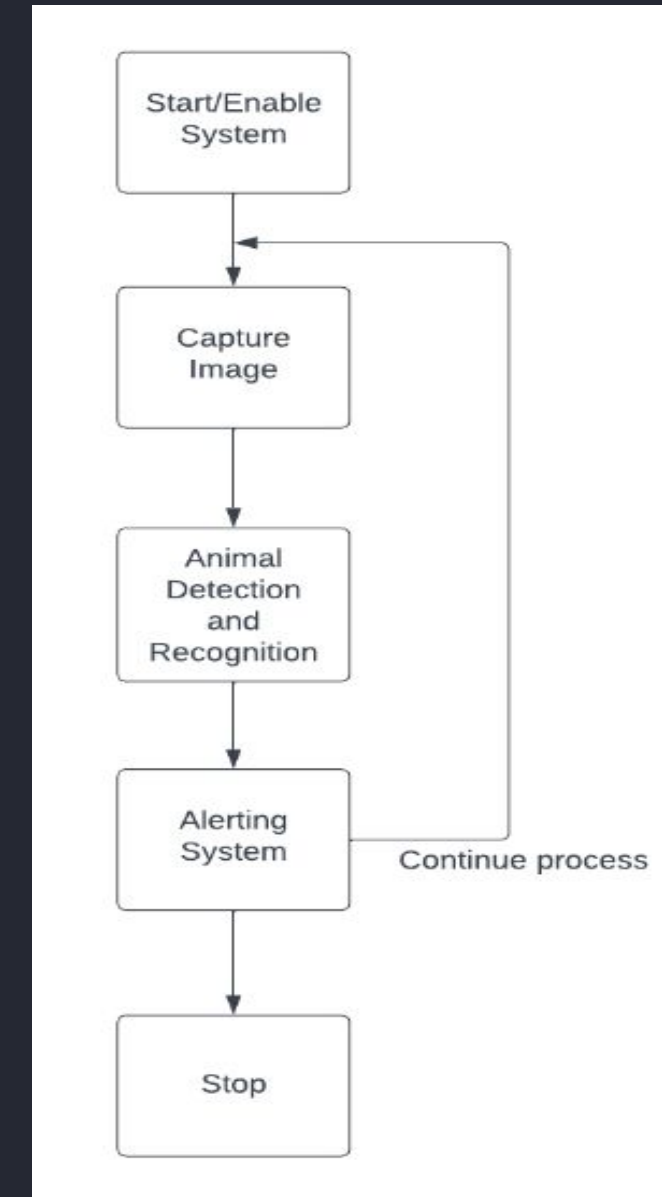 Start/Enable
System
Capture
Image
Animal
Detection
and
Recognition
Alerting
System
Continue process
Stop